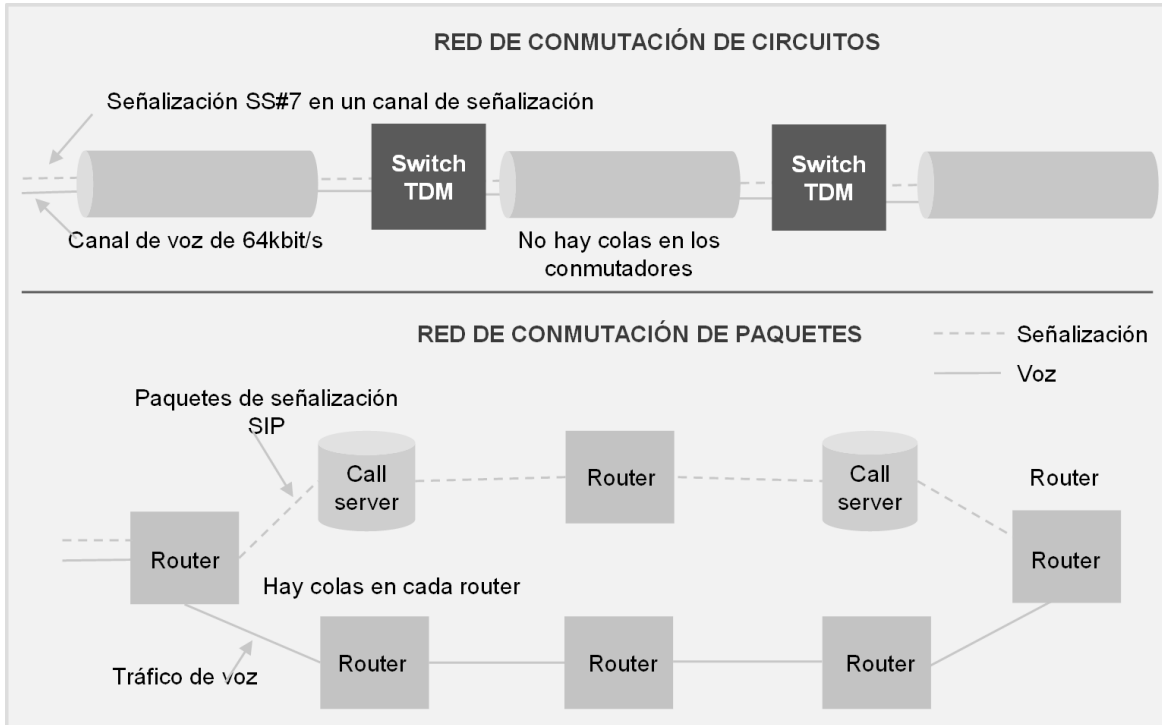 RED DE CONMUTACIÓN DE CIRCUITOS
Señalización SS#7 en un canal de señalización
Switch
TDM
Switch
TDM
Canal de voz de 64kbit/s
No hay colas en los
conmutadores
RED DE CONMUTACIÓN DE PAQUETES
Señalización
Voz
Paquetes de señalización
SIP
Call
server
Router
Call
server
Router
Router
Router
Hay colas en cada router
Router
Router
Router
Tráfico de voz